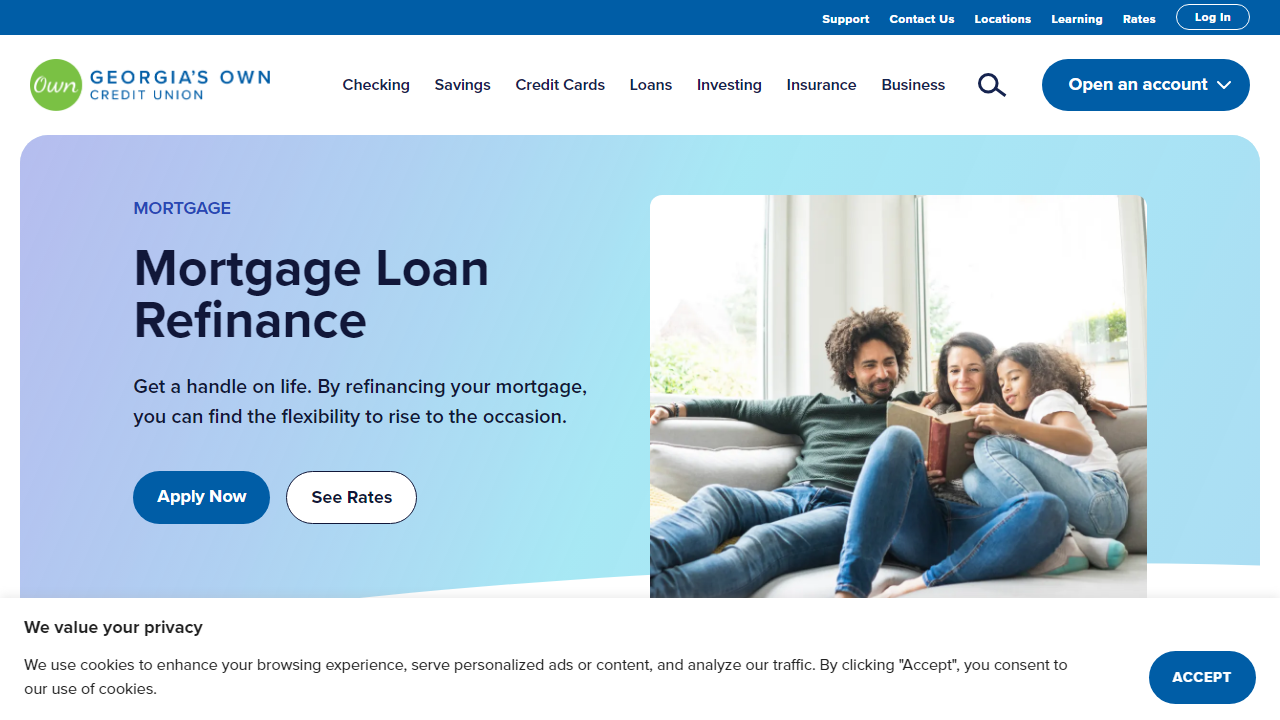 Support Contact Us Locations Learning Rates Log In
Own GEORGIA'S OWN
CREDIT UNION
Checking Savings Credit Cards Loans Investing Insurance Business Open an account
MORTGAGE
Mortgage Loan
Refinance
Get a handle on life. By refinancing your mortgage,
you can find the flexibility to rise to the occasion.
Apply Now See Rates
We value your privacy
We use cookies to enhance your browsing experience, serve personalized ads or content, and analyze our traffic. By clicking "Accept", you consent to
our use of cookies.
ACCEPT